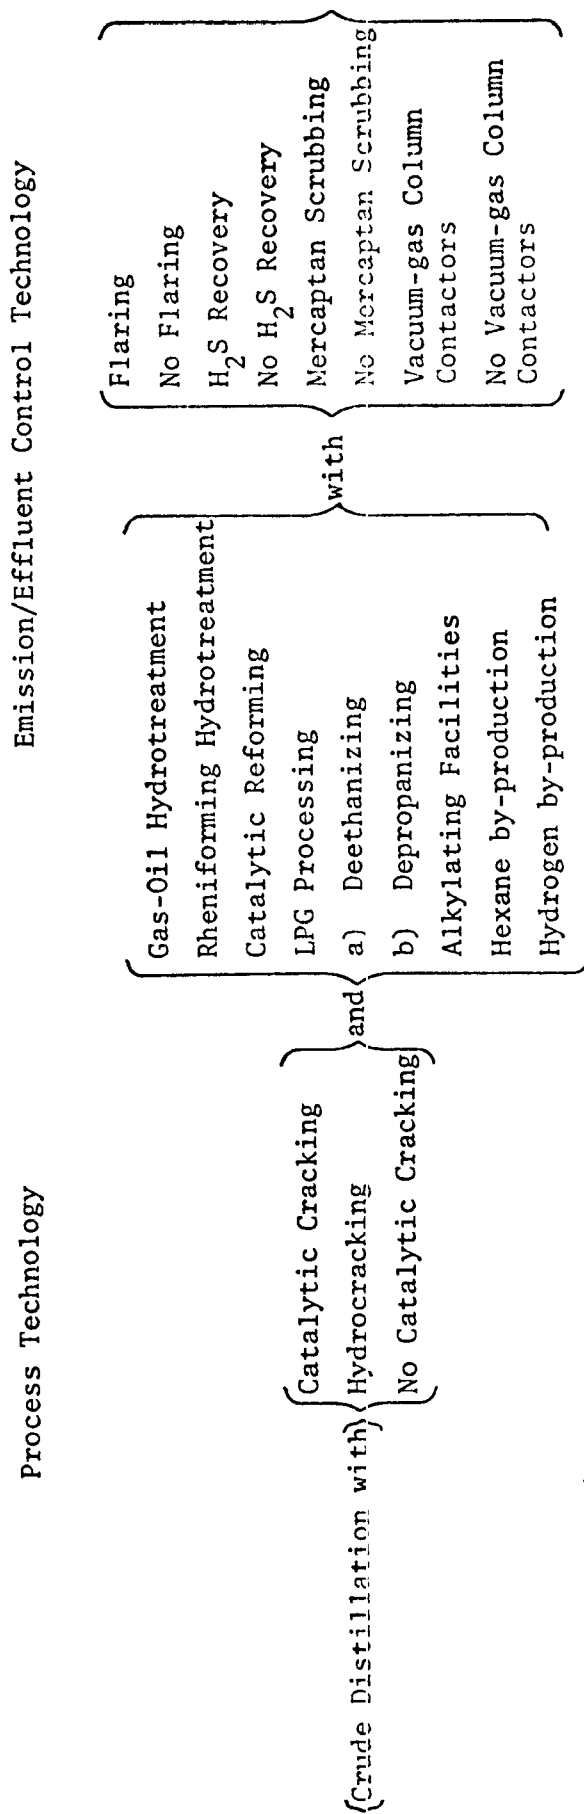 Process Technology
Emission/Effluent Control Technology
{Crude Distillation with}
Catalytic Cracking
Hydrocracking
No Catalytic Cracking
and
Gas-Oil Hydrotreatment
Rheniforming Hydrotreatment
Catalytic Reforming
LPG Processing
a) Deethanizing
b) Depropanizing
Alkylating Facilities
Hexane by-production
Hydrogen by-production
with
Flaring
No Flaring
H2S Recovery
No H2S Recovery
Mercaptan Scrubbing
No Mercaptan Scrubbing
Vacuum-gas Column
Contactors
No Vacuum-gas Column
Contactors